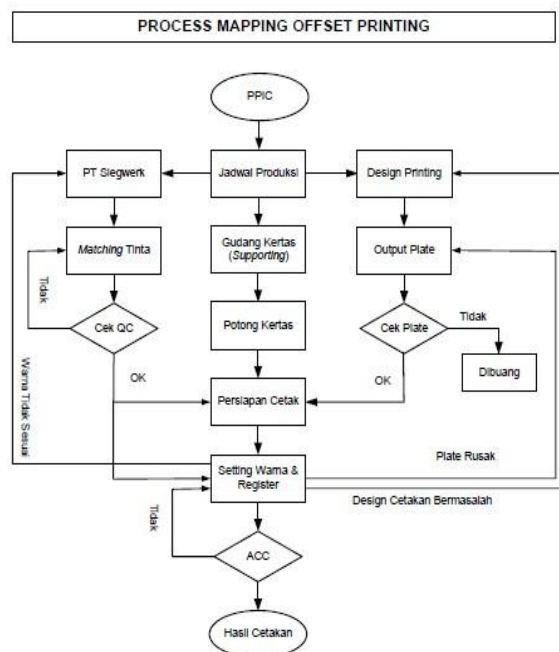 PROCESS MAPPING OFFSET PRINTING
PPIC
PT Siegwerk
Jadwal Produksi
Design Printing
Matching Tinta
Gudang Kertas
(Supporting)
Output Plate
Tidak
Cek QC
Potong Kertas
Cek Plate
Tidak
Dibuang
OK
OK
Warna Tidak Sesuai
Persiapan Cetak
Plate Rusak
Setting Warna &
Register
Design Cetakan Bermasalah
Tidak
ACC
Hasil Cetakan